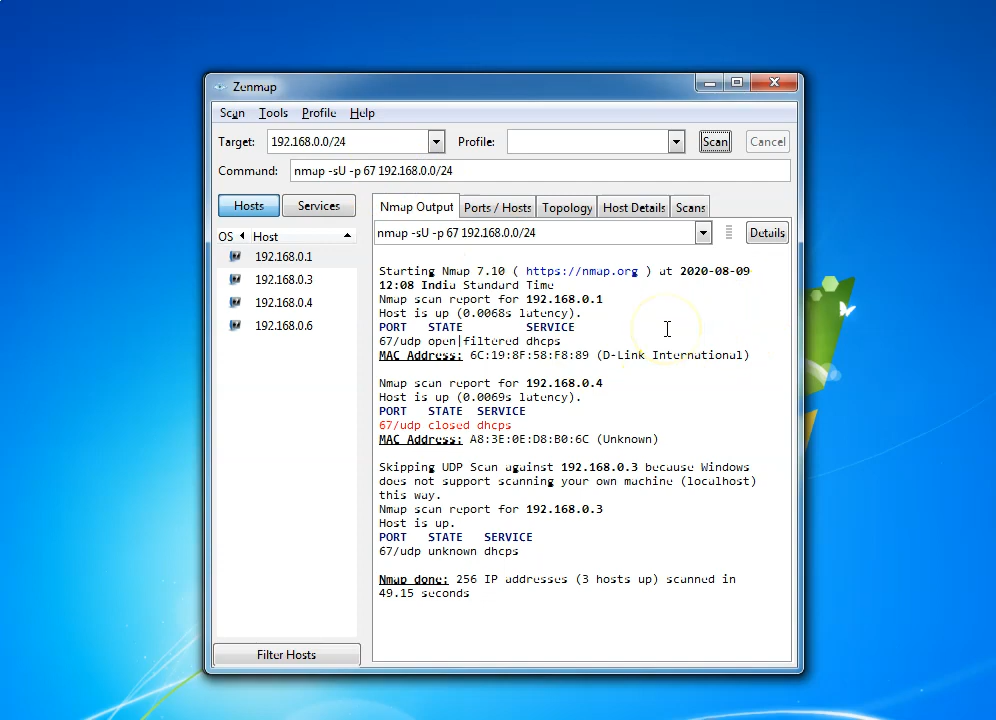 Zenmap
Scan Tools Profile Help
Target: 192.168.0.0/24 Profile: Scan Cancel
Command: nmap -sU -p 67 192.168.0.0/24
Hosts Services
Nmap Output Ports / Hosts Topology Host Details Scans
OS Host
192.168.0.1
192.168.0.3
192.168.0.4
192.168.0.6
Filter Hosts
nmap -sU -p 67 192.168.0.0/24 Details
Starting Nmap 7.10 ( https://nmap.org ) at 2020-08-09
12:08 India Standard Time
Nmap scan report for 192.168.0.1
Host is up (0.0068s latency).
PORT STATE SERVICE
67/udp open|filtered dhcps
MAC Address: 6C:19:8F:58:F8:89 (D-Link International)
Nmap scan report for 192.168.0.4
Host is up (0.0069s latency).
PORT STATE SERVICE
67/udp closed dhcps
MAC Address: A8:3E:0E:D8:B0:6C (Unknown)
Skipping UDP Scan against 192.168.0.3 because Windows
does not support scanning your own machine (localhost)
this way.
Nmap scan report for 192.168.0.3
Host is up.
PORT STATE SERVICE
67/udp unknown dhcps
Nmap done: 256 IP addresses (3 hosts up) scanned in
49.15 seconds